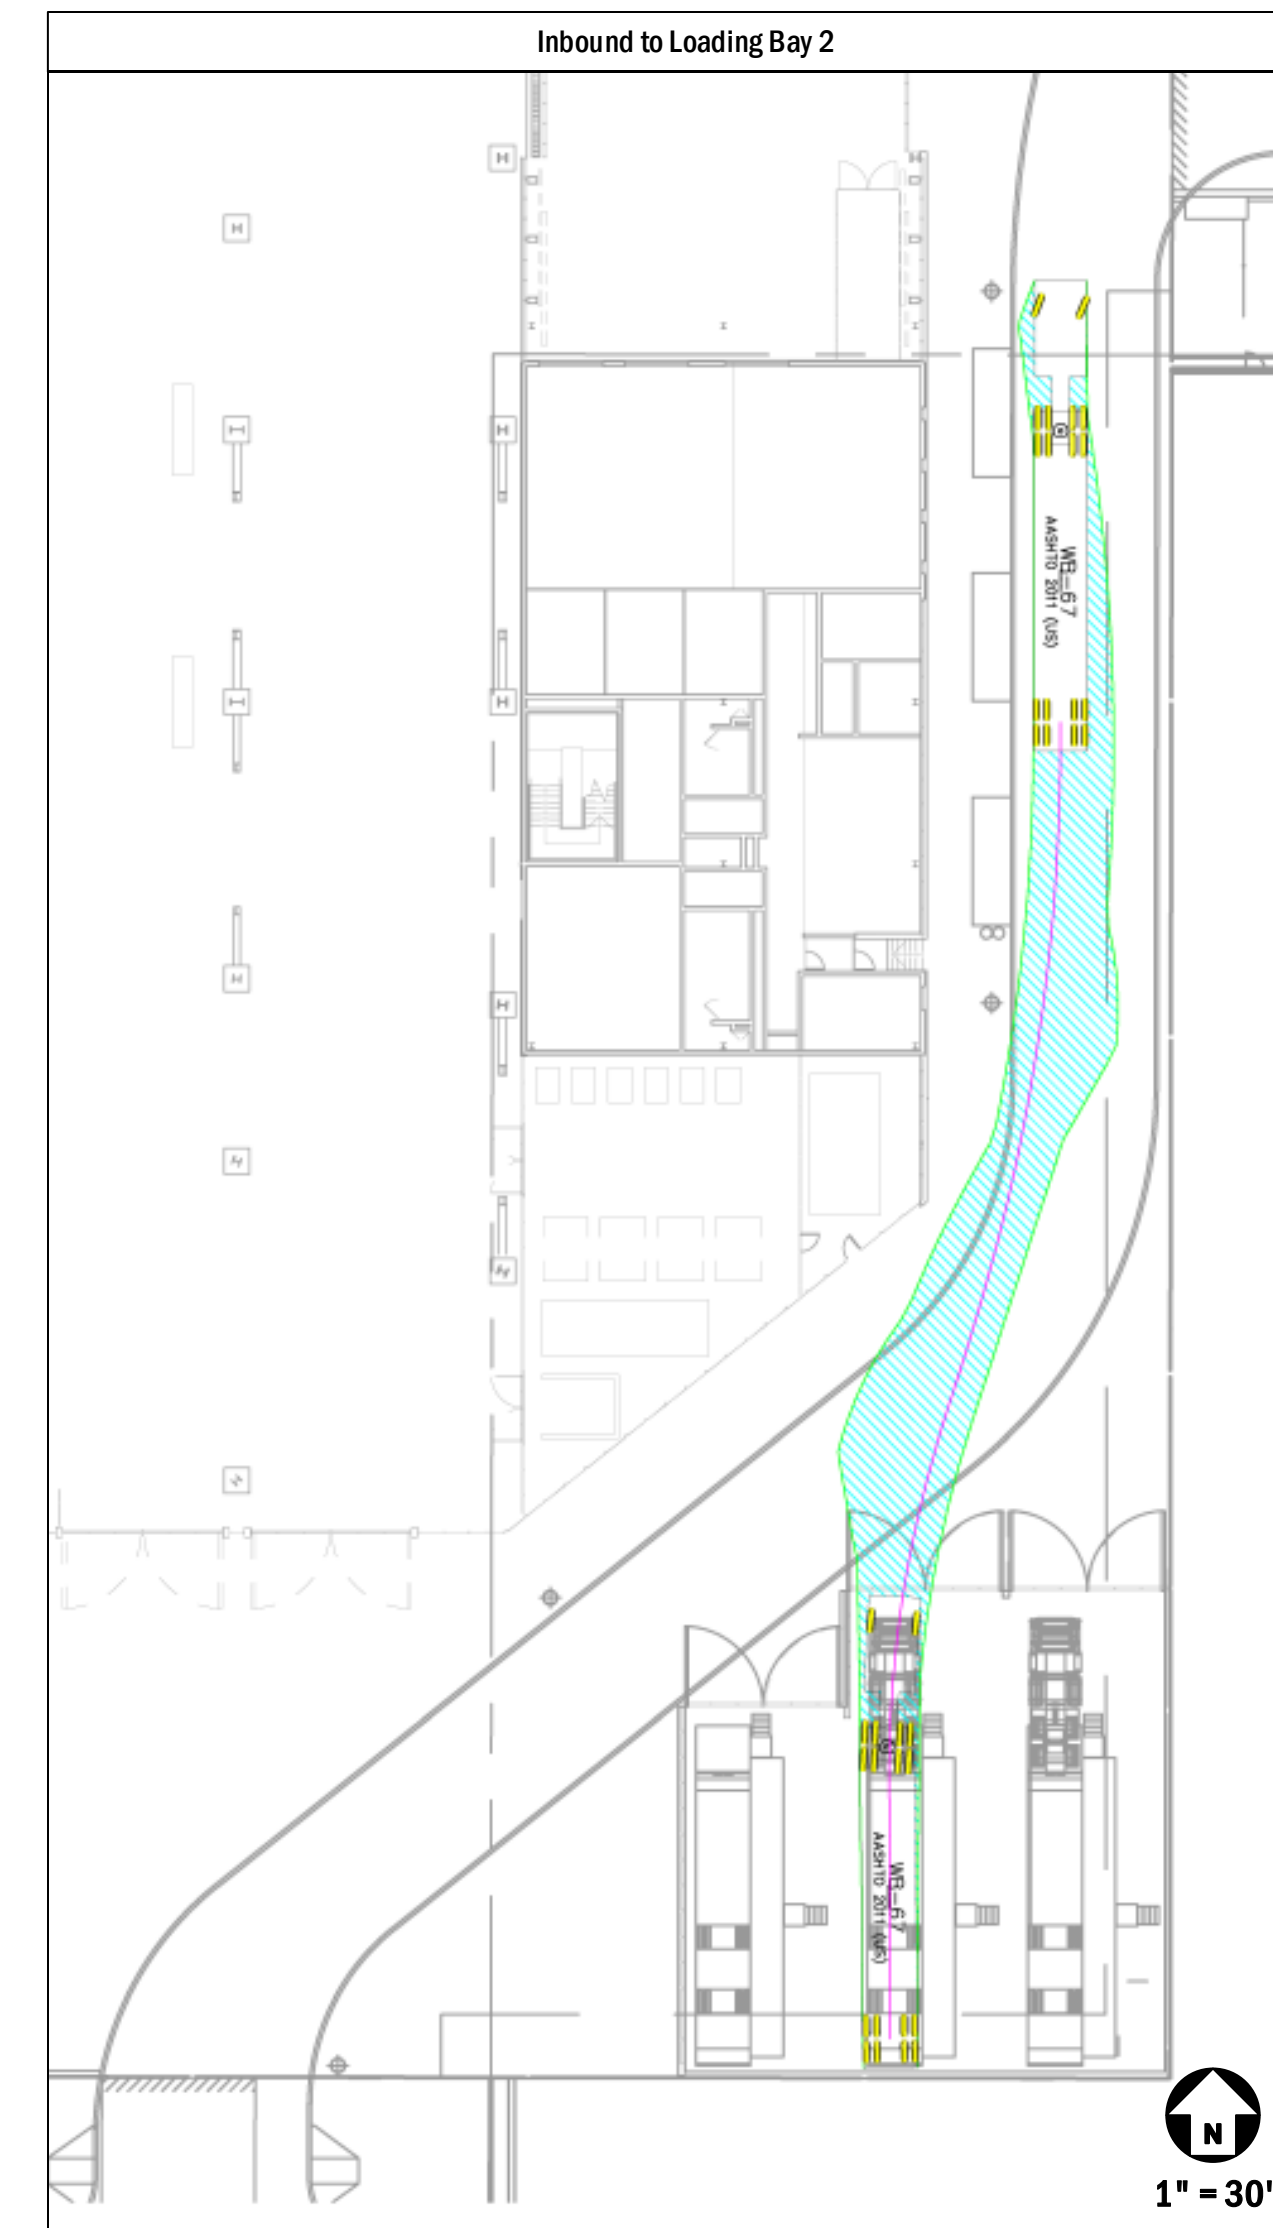 Inbound to Loading Bay 2
WB-67
AASHTO 2011 (US)
WB-67
AASHTO 2011 (US)
N
1" = 30'